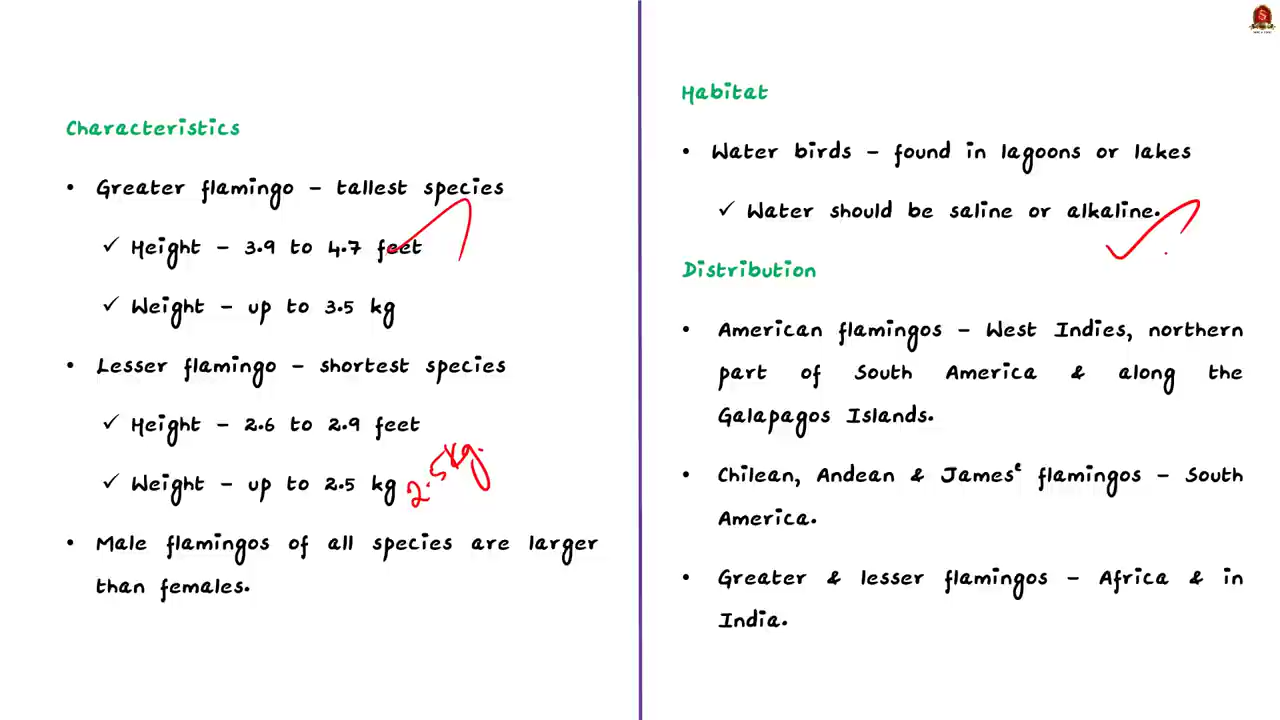 Characteristics
• Greater flamingo – tallest species
✓ Height – 3.9 to 4.7 feet
✓ Weight – up to 3.5 kg
• Lesser flamingo – shortest species
✓ Height – 2.6 to 2.9 feet
✓ Weight – up to 2.5 kg 2.5kg.
• Male flamingos of all species are larger
than females.
Habitat
• Water birds – found in lagoons or lakes
✓ Water should be saline or alkaline.
Distribution
• American flamingos – West Indies, northern
part of South America & along the
Galapagos Islands.
• Chilean, Andean & James' flamingos – South
America.
• Greater & lesser flamingos – Africa & in
India.